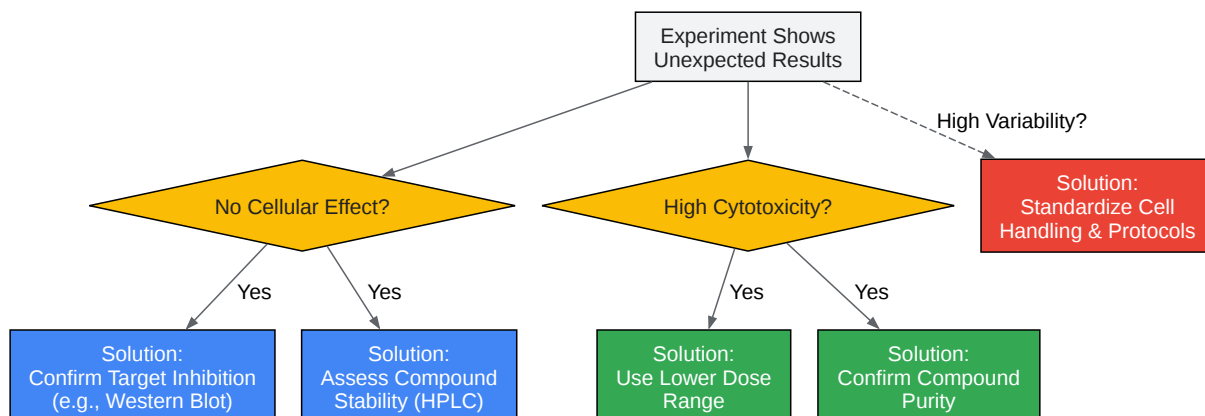 Experiment Shows
Unexpected Results
High Variability?
No Cellular Effect?
High Cytotoxicity?
Solution:
Standardize Cell
Handling & Protocols
Yes
Yes
Yes
Yes
Solution:
Confirm Target Inhibition
(e.g., Western Blot)
Solution:
Assess Compound
Stability (HPLC)
Solution:
Use Lower Dose
Range
Solution:
Confirm Compound
Purity